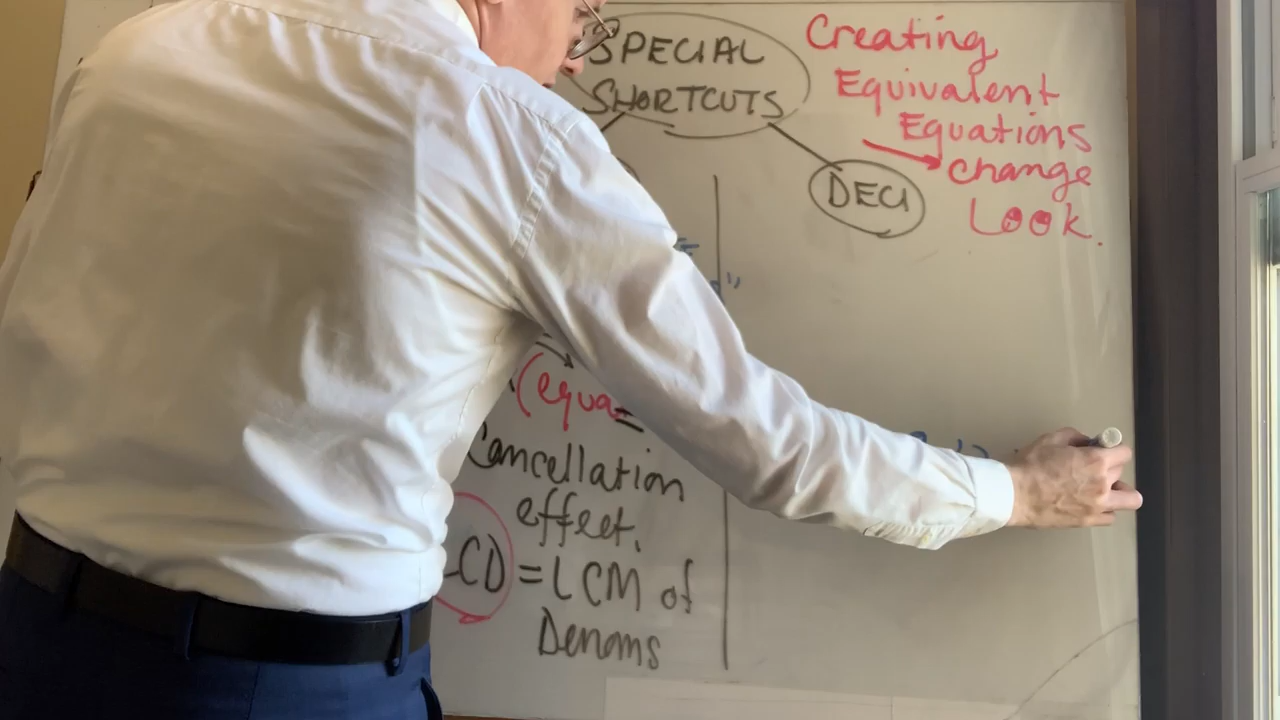 SPECIAL
SHORTCUTS
Creating
Equivalent
Equations
change
Look.
DECI
Cancellation
effect.
CD = LCM of
Denoms